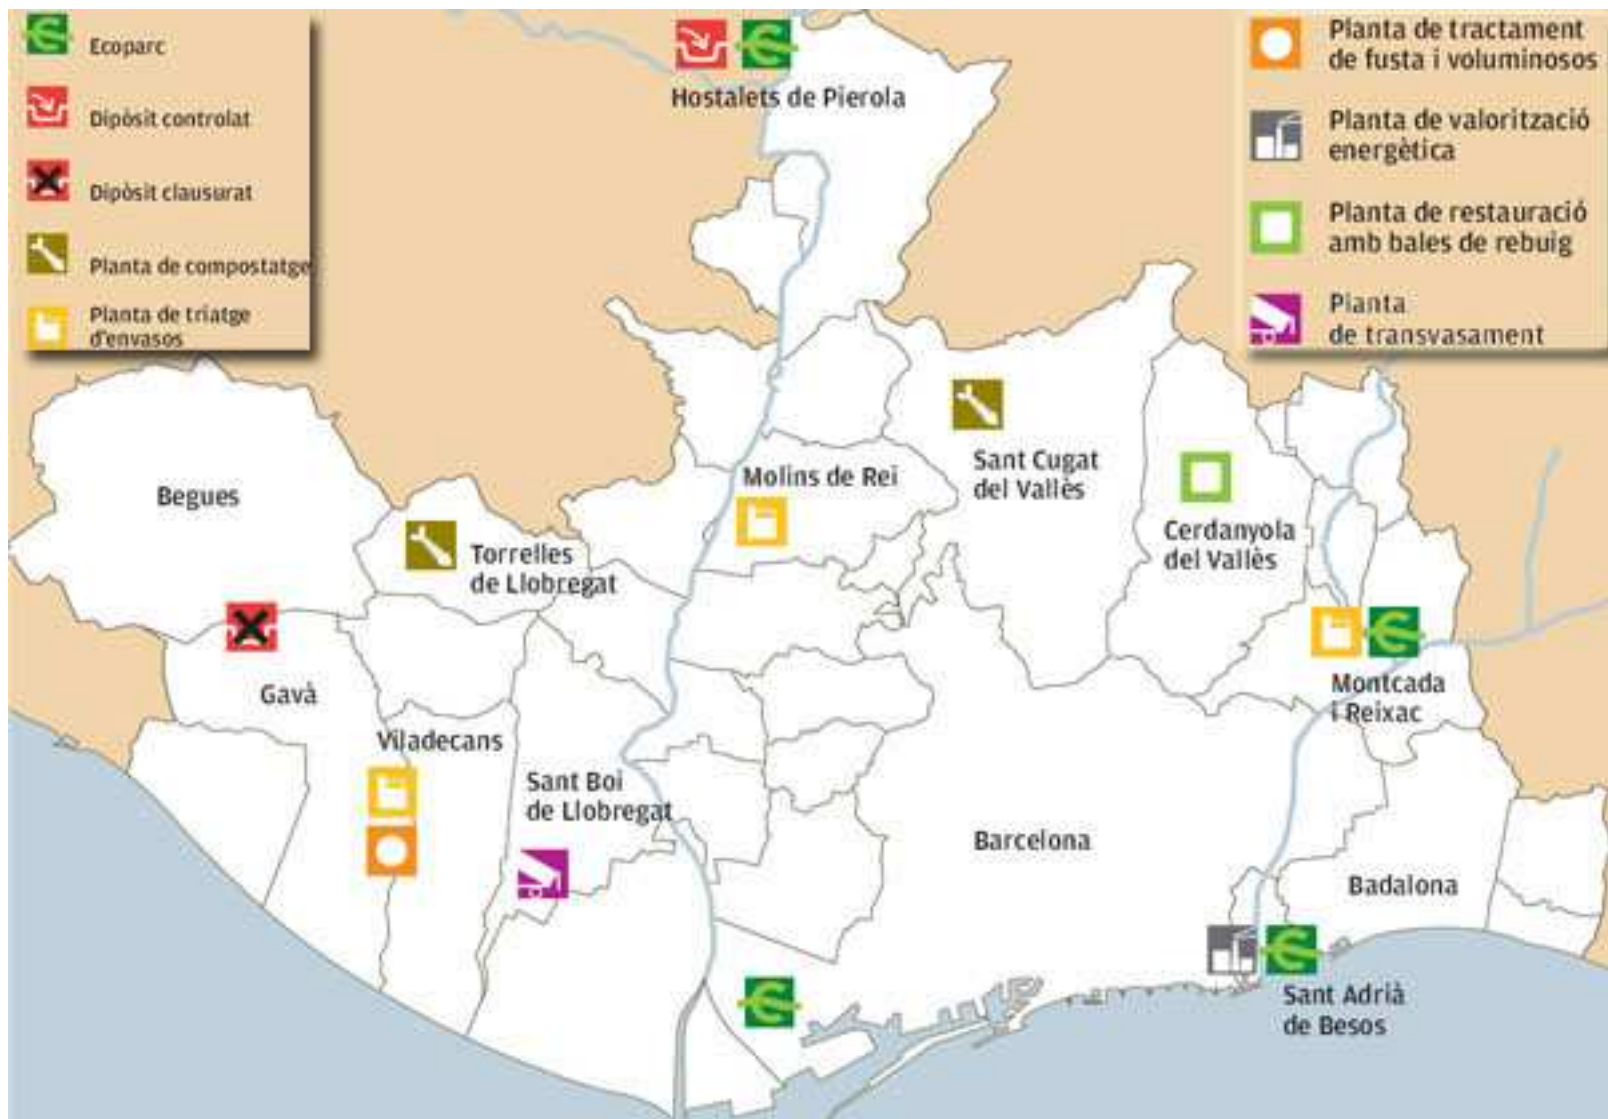 Ecoparc
Dipòsit controlat
Dipòsit clausurat
Planta de compostatge
Planta de triatge
d'envasos
Planta de tractament
de fusta i voluminosos
Planta de valorització
energètica
Planta de restauració
amb bales de rebuig
Planta
de transvasament
Hostalets de Pierola
Begues
Torrelles
de Llobregat
Molins de Rei
Sant Cugat
del Vallès
Cerdanyola
del Vallès
Gavà
Viladecans
Sant Boi
de Llobregat
Montcada
i Reixac
Barcelona
Badalona
Sant Adrià
de Besos